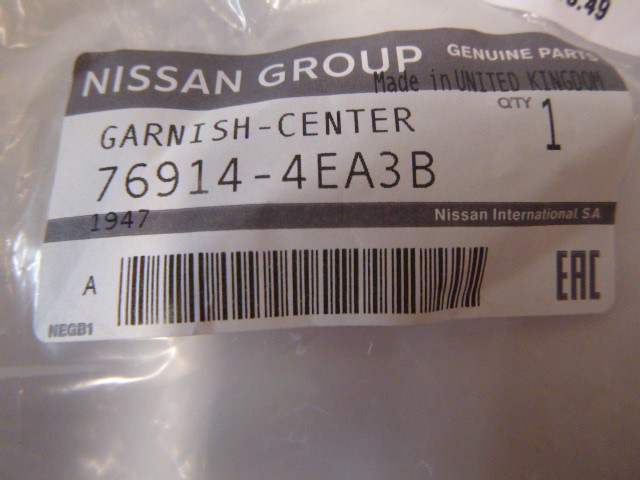 NISSAN GROUP GENUINE PARTS
Made in UNITED KINGDOM
GARNISH-CENTER QTY 1
76914-4EA3B
1947 Nissan International SA
A EAC
NEGB1